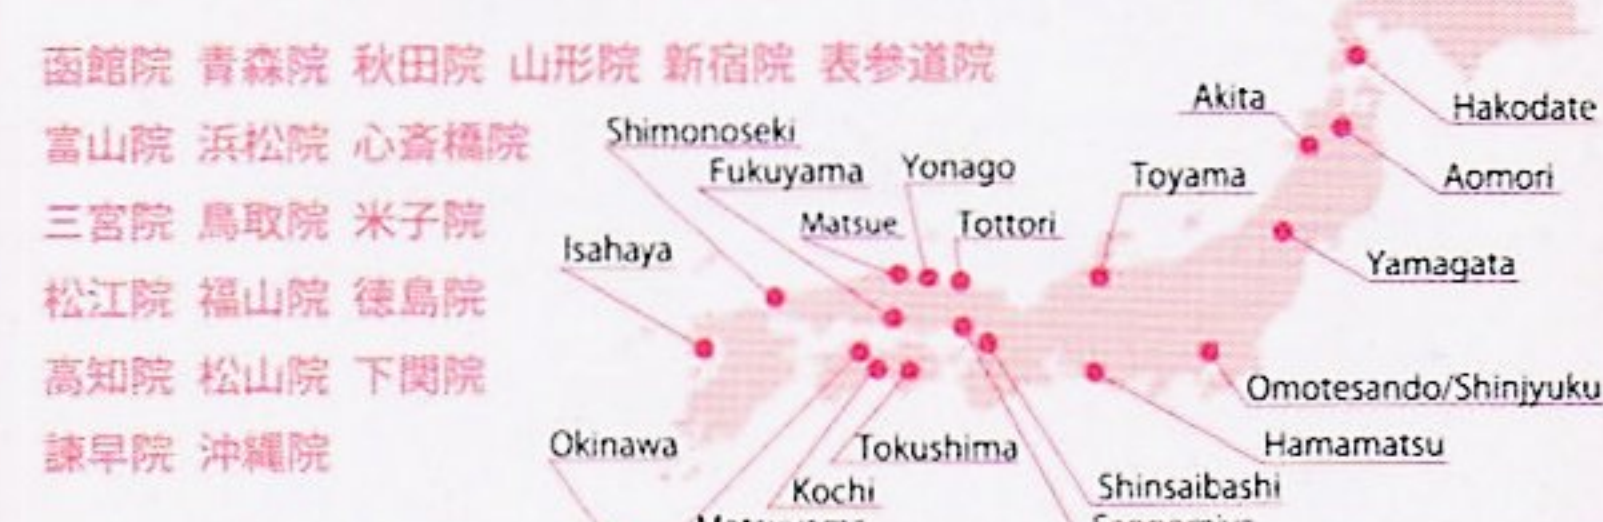 函館院 青森院 秋田院 山形院 新宿院 表参道院
富山院 浜松院 心斎橋院
三宮院 鳥取院 米子院
松江院 福山院 徳島院
高知院 松山院 下関院
諫早院 沖縄院
Hakodate
Akita
Aomori
Shimonoseki
Fukuyama
Yonago
Toyama
Matsue
Tottori
Isahaya
Yamagata
Omotesando/Shinjyuku
Okinawa
Tokushima
Hamamatsu
Kochi
Shinsaibashi